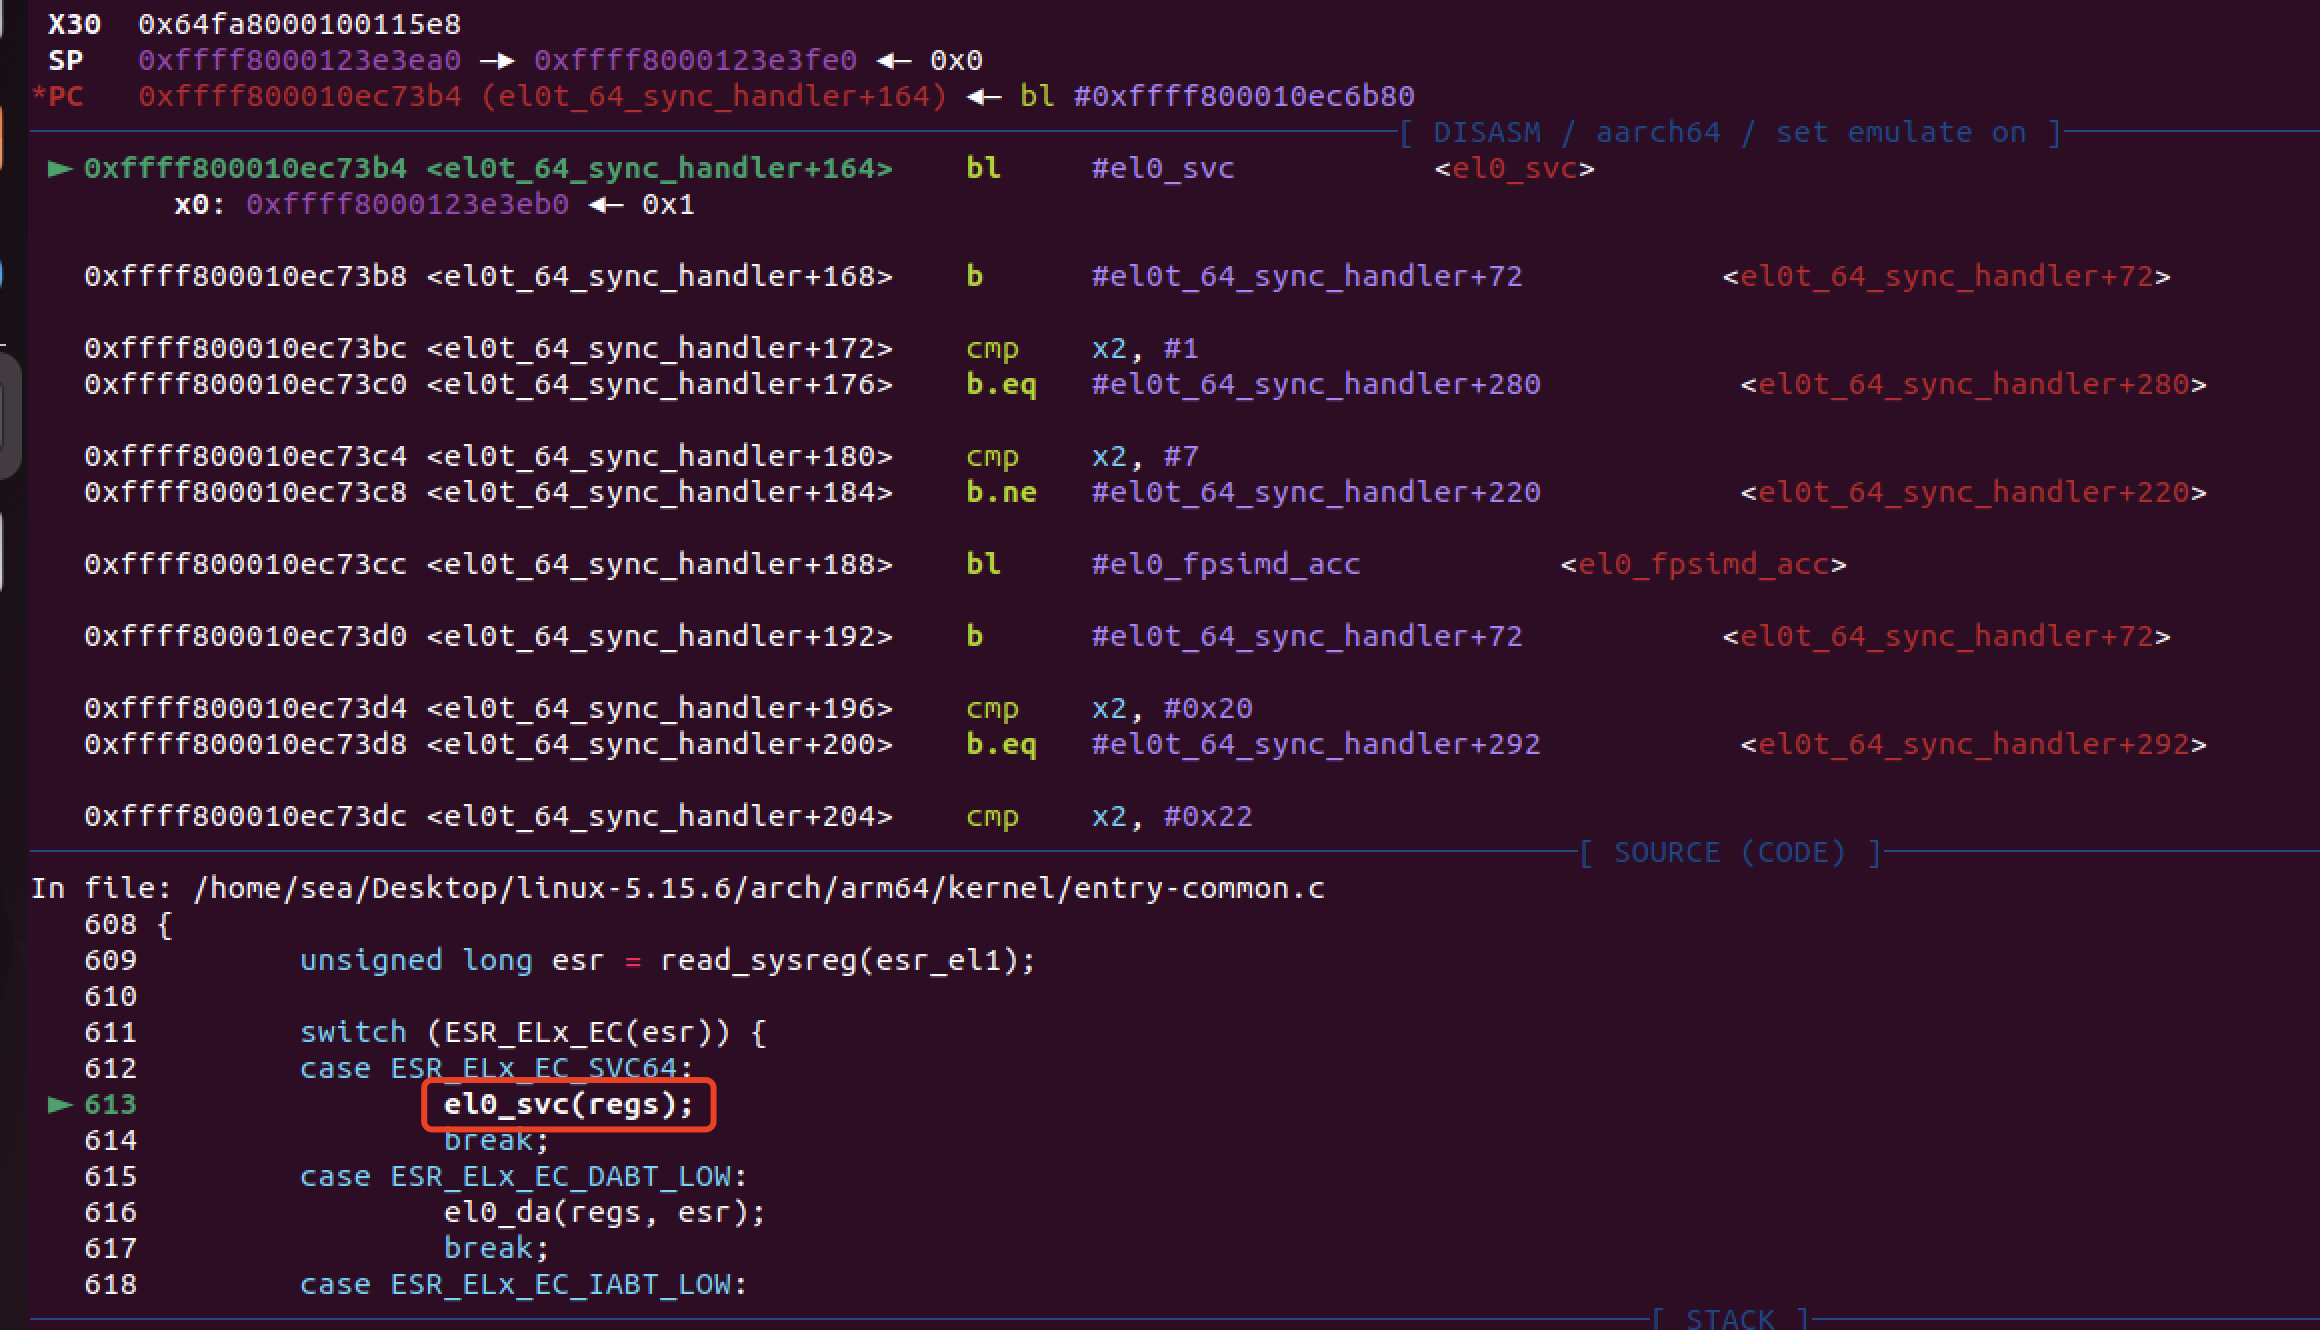 X30  0x64fa8000100115e8
SP   0xffff8000123e3ea0 —▸ 0xffff8000123e3fe0 ◂— 0x0
*PC   0xffff800010ec73b4 (el0t_64_sync_handler+164) ◂— bl #0xffff800010ec6b80
[ DISASM / aarch64 / set emulate on ]
► 0xffff800010ec73b4 <el0t_64_sync_handler+164>    bl     #el0_svc           <el0_svc>
x0: 0xffff8000123e3eb0 ◂— 0x1
0xffff800010ec73b8 <el0t_64_sync_handler+168>    b      #el0t_64_sync_handler+72           <el0t_64_sync_handler+72>
0xffff800010ec73bc <el0t_64_sync_handler+172>    cmp    x2, #1
0xffff800010ec73c0 <el0t_64_sync_handler+176>    b.eq   #el0t_64_sync_handler+280           <el0t_64_sync_handler+280>
0xffff800010ec73c4 <el0t_64_sync_handler+180>    cmp    x2, #7
0xffff800010ec73c8 <el0t_64_sync_handler+184>    b.ne   #el0t_64_sync_handler+220           <el0t_64_sync_handler+220>
0xffff800010ec73cc <el0t_64_sync_handler+188>    bl     #el0_fpsimd_acc           <el0_fpsimd_acc>
0xffff800010ec73d0 <el0t_64_sync_handler+192>    b      #el0t_64_sync_handler+72           <el0t_64_sync_handler+72>
0xffff800010ec73d4 <el0t_64_sync_handler+196>    cmp    x2, #0x20
0xffff800010ec73d8 <el0t_64_sync_handler+200>    b.eq   #el0t_64_sync_handler+292           <el0t_64_sync_handler+292>
0xffff800010ec73dc <el0t_64_sync_handler+204>    cmp    x2, #0x22
[ SOURCE (CODE) ]
In file: /home/sea/Desktop/linux-5.15.6/arch/arm64/kernel/entry-common.c
608 {
609         unsigned long esr = read_sysreg(esr_el1);
610
611         switch (ESR_ELx_EC(esr)) {
612         case ESR_ELx_EC_SVC64:
► 613                 el0_svc(regs);
614                 break;
615         case ESR_ELx_EC_DABT_LOW:
616                 el0_da(regs, esr);
617                 break;
618         case ESR_ELx_EC_IABT_LOW:
[ STACK ]